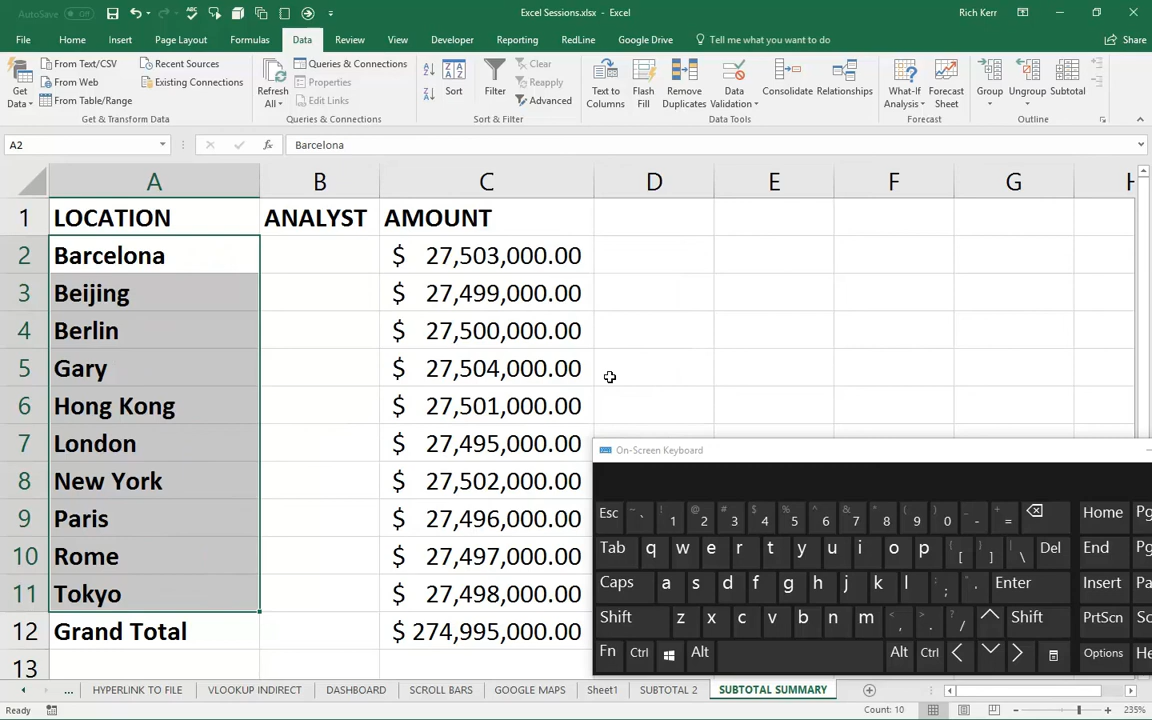 AutoSave Off
Excel Sessions.xlsx - Excel
Rich Kerr
File Home Insert Page Layout Formulas Data Review View Developer Reporting RedLine Google Drive Tell me what you want to do Share
Get Data
From Text/CSV
From Web
From Table/Range
Recent Sources
Existing Connections
Get & Transform Data
Refresh All
Queries & Connections
Properties
Edit Links
Queries & Connections
Sort
Filter
Clear
Reapply
Advanced
Sort & Filter
Text to Columns
Flash Fill
Remove Duplicates
Data Validation
Consolidate
Relationships
Data Tools
What-If Analysis
Forecast Sheet
Forecast
Group
Ungroup
Subtotal
Outline
A2 fx Barcelona
A B C D E F G H
1 LOCATION ANALYST AMOUNT
2 Barcelona $ 27,503,000.00
3 Beijing $ 27,499,000.00
4 Berlin $ 27,500,000.00
5 Gary $ 27,504,000.00
6 Hong Kong $ 27,501,000.00
7 London $ 27,495,000.00
8 New York $ 27,502,000.00
9 Paris $ 27,496,000.00
10 Rome $ 27,497,000.00
11 Tokyo $ 27,498,000.00
12 Grand Total $ 274,995,000.00
13
On-Screen Keyboard
Esc ~ ` ! 1 @ 2 # 3 $ 4 % 5 ^ 6 & 7 * 8 ( 9 ) 0 _ - + = Home
Tab q w e r t y u i o p { [ } ] | \ Del End
Caps a s d f g h j k l : ; " ' Enter Insert
Shift z x c v b n m < , > . ? / Shift PrtScn
Fn Ctrl Alt Alt Ctrl Options
... HYPERLINK TO FILE VLOOKUP INDIRECT DASHBOARD SCROLL BARS GOOGLE MAPS Sheet1 SUBTOTAL 2 SUBTOTAL SUMMARY
Ready Count: 10 235%